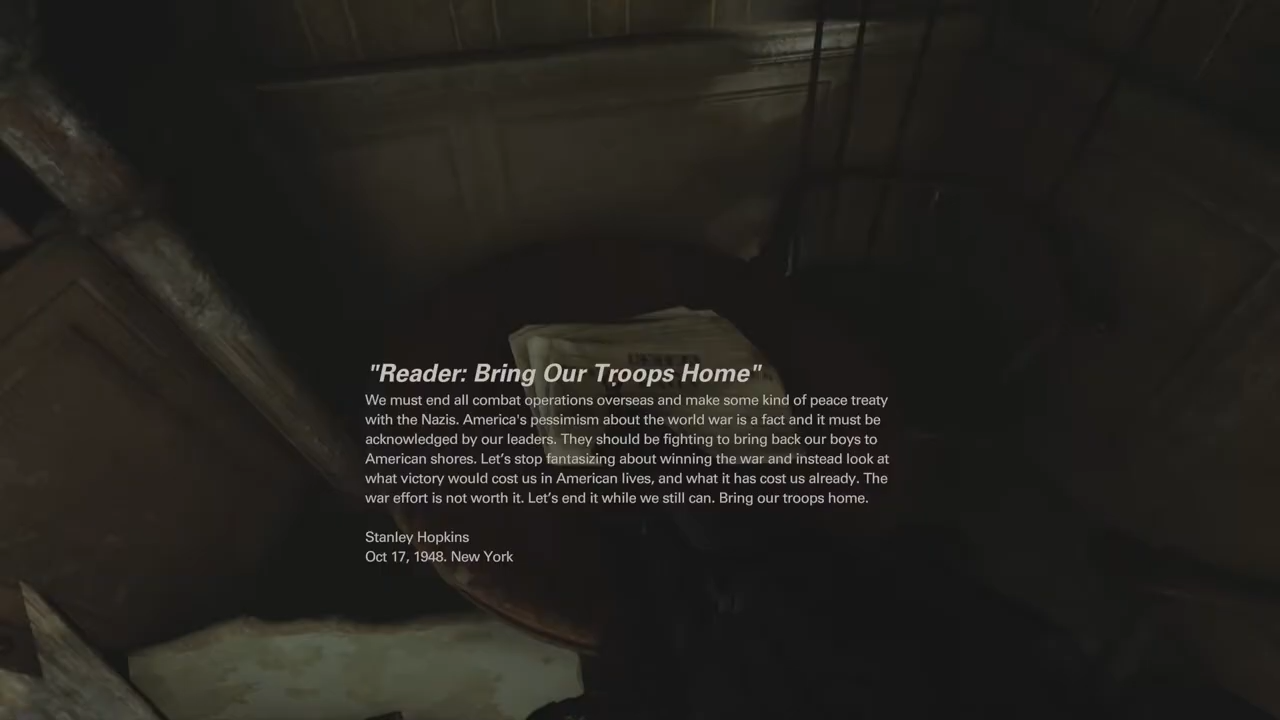 "Reader: Bring Our Troops Home"
We must end all combat operations overseas and make some kind of peace treaty
with the Nazis. America's pessimism about the world war is a fact and it must be
acknowledged by our leaders. They should be fighting to bring back our boys to
American shores. Let's stop fantasizing about winning the war and instead look at
what victory would cost us in American lives, and what it has cost us already. The
war effort is not worth it. Let's end it while we still can. Bring our troops home.
Stanley Hopkins
Oct 17, 1948. New York